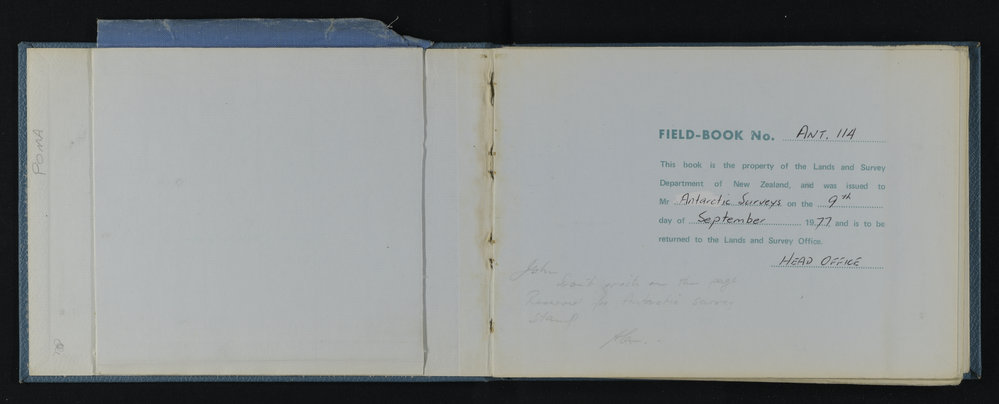 POMA
FIELD-BOOK No. ANT. 114
This book is the property of the Lands and Survey
Department of New Zealand, and was issued to
Mr Antarctic Surveys on the 9th
day of September 1977 and is to be
returned to the Lands and Survey Office.
HEAD OFFICE
John
Don't write on this page
Reserved for Antarctic survey
stamp